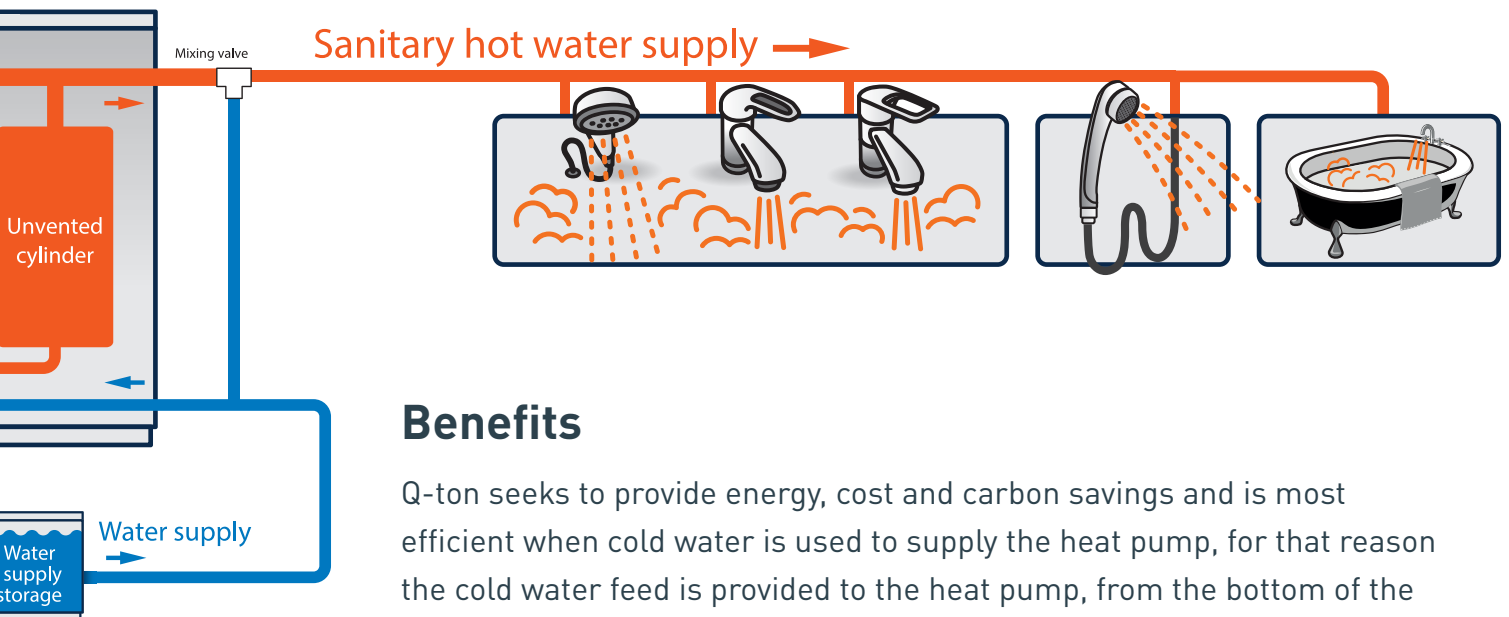 Mixing valve
Sanitary hot water supply
Unvented
cylinder
Benefits
Q-ton seeks to provide energy, cost and carbon savings and is most
efficient when cold water is used to supply the heat pump, for that reason
the cold water feed is provided to the heat pump, from the bottom of the
Water supply
Water
supply
storage